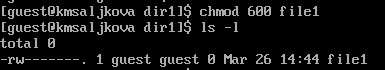 [guest@kmsaljkova dir1]$ chmod 600 file1
[guest@kmsaljkova dir1]$ ls -l
total 0
-rw-------. 1 guest guest 0 Mar 26 14:44 file1